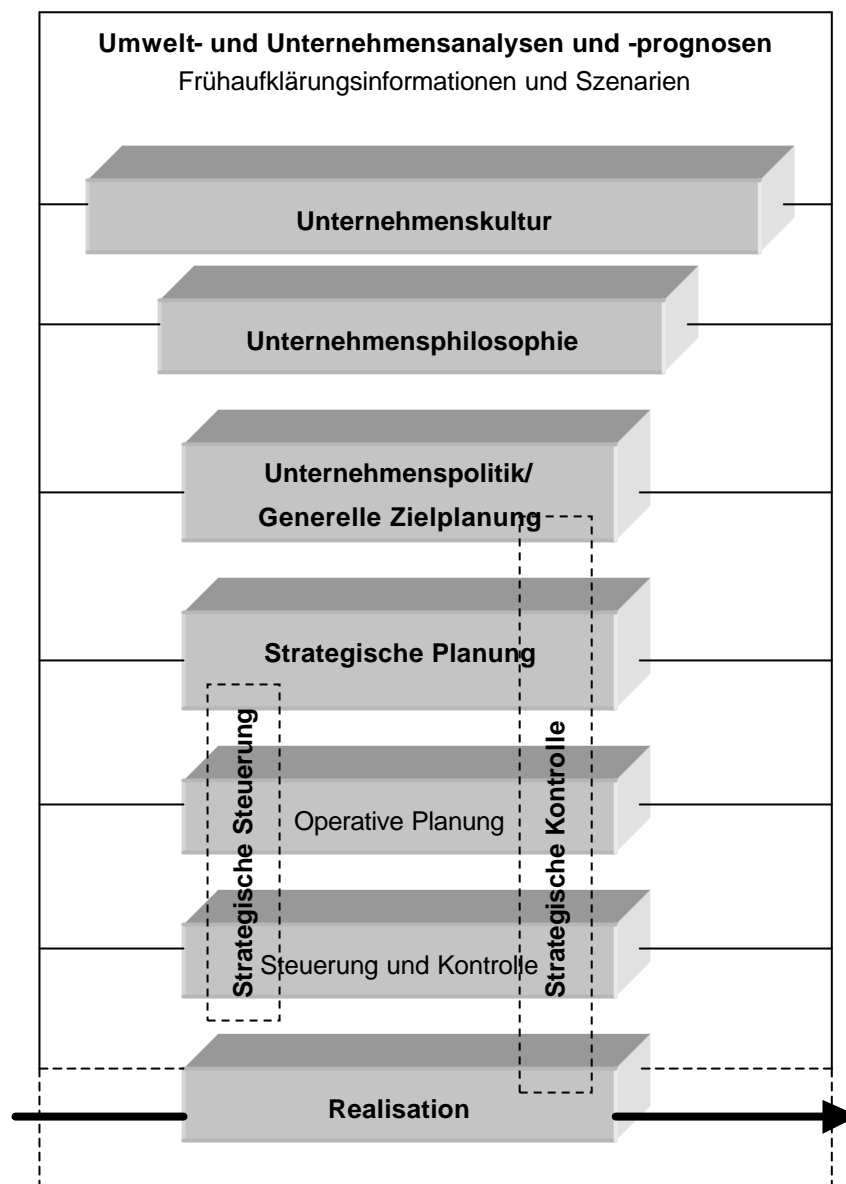 Umwelt- und Unternehmensanalysen und -prognosen
Frühaufklärungsinformationen und Szenarien
Unternehmenskultur
Unternehmensphilosophie
Unternehmenspolitik/
Generelle Zielplanung
Strategische Planung
Strategische Steuerung
Strategische Kontrolle
Operative Planung
Steuerung und Kontrolle
Realisation